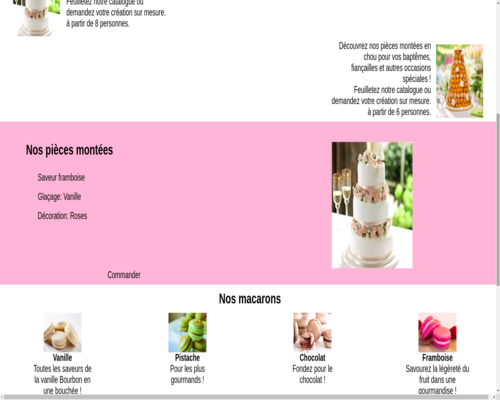 Feuilletez notre catalogue ou
demandez votre création sur mesure.
à partir de 8 personnes.
Découvrez nos pièces montées en
chou pour vos baptêmes,
fiançailles et autres occasions
spéciales !
Feuilletez notre catalogue ou
demandez votre création sur mesure.
à partir de 6 personnes.
Nos pièces montées
Saveur framboise
Glaçage: Vanille
Décoration: Roses
Commander
Nos macarons
Vanille
Toutes les saveurs de
la vanille Bourbon en
une bouchée !
Pistache
Pour les plus
gourmands !
Chocolat
Fondez pour le
chocolat !
Framboise
Savourez la légèreté du
fruit dans une
gourmandise !